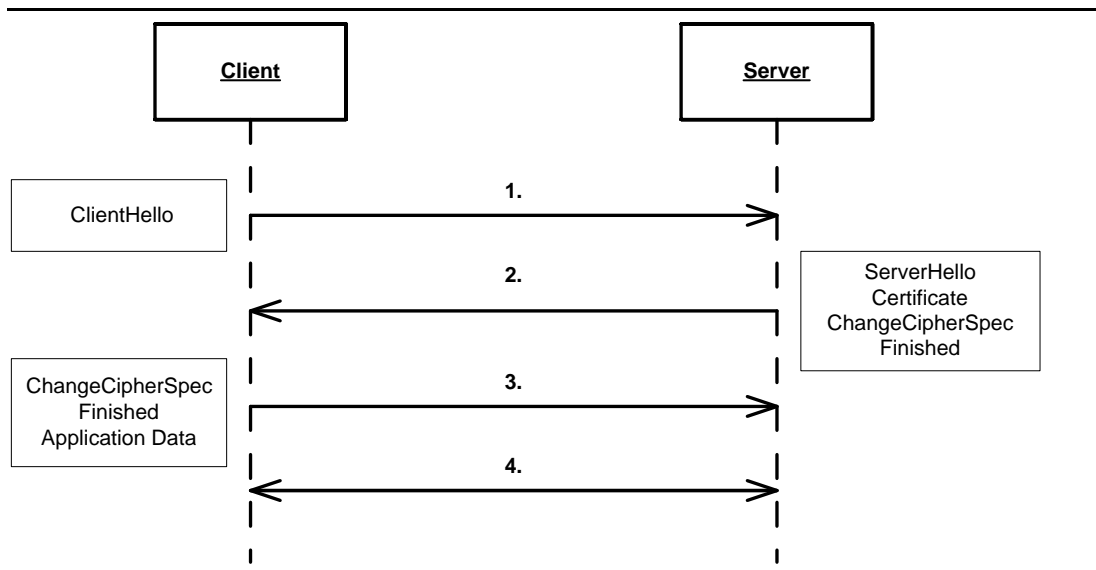 Client
Server
1.
ClientHello
2.
ServerHello
Certificate
ChangeCipherSpec
Finished
3.
ChangeCipherSpec
Finished
Application Data
4.